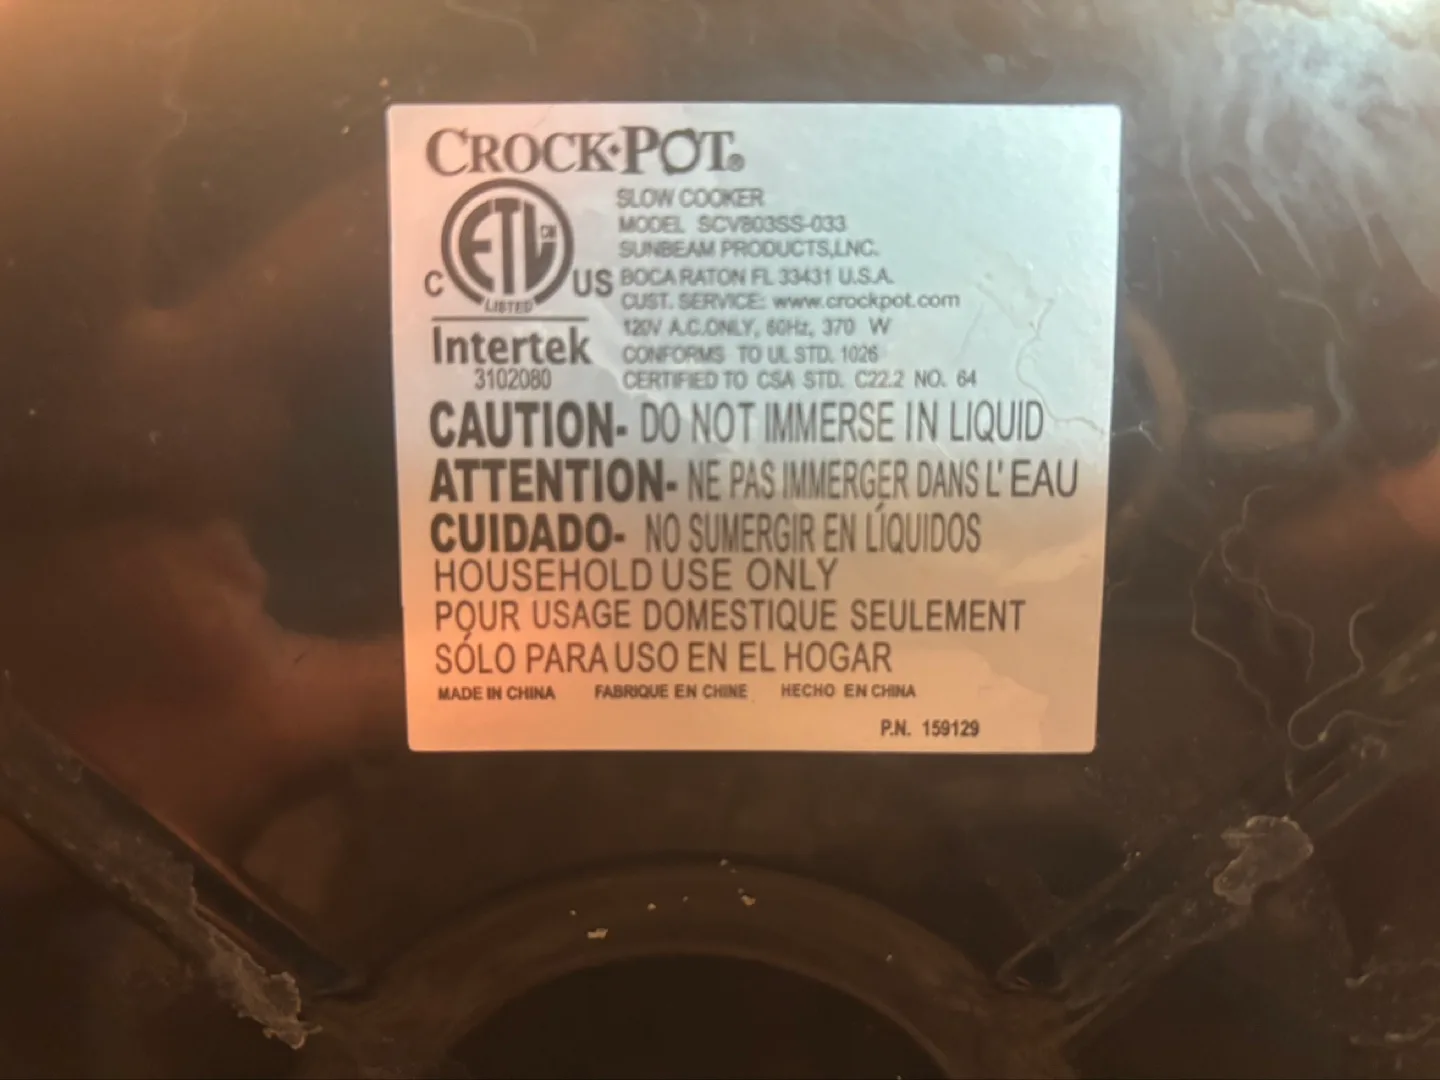 CROCK•POT®
SLOW COOKER
MODEL SCV803SS-033
SUNBEAM PRODUCTS,LNC.
BOCA RATON FL 33431 U.S.A.
CUST. SERVICE: www.crockpot.com
120V A.C.ONLY, 60Hz, 370 W
CONFORMS TO UL STD. 1026
CERTIFIED TO CSA STD. C22.2 NO. 64
ETL CM
C US
LISTED
Intertek
3102080
CAUTION- DO NOT IMMERSE IN LIQUID
ATTENTION- NE PAS IMMERGER DANS L' EAU
CUIDADO- NO SUMERGIR EN LÍQUIDOS
HOUSEHOLD USE ONLY
POUR USAGE DOMESTIQUE SEULEMENT
SÓLO PARA USO EN EL HOGAR
MADE IN CHINA FABRIQUE EN CHINE HECHO EN CHINA
P.N. 159129